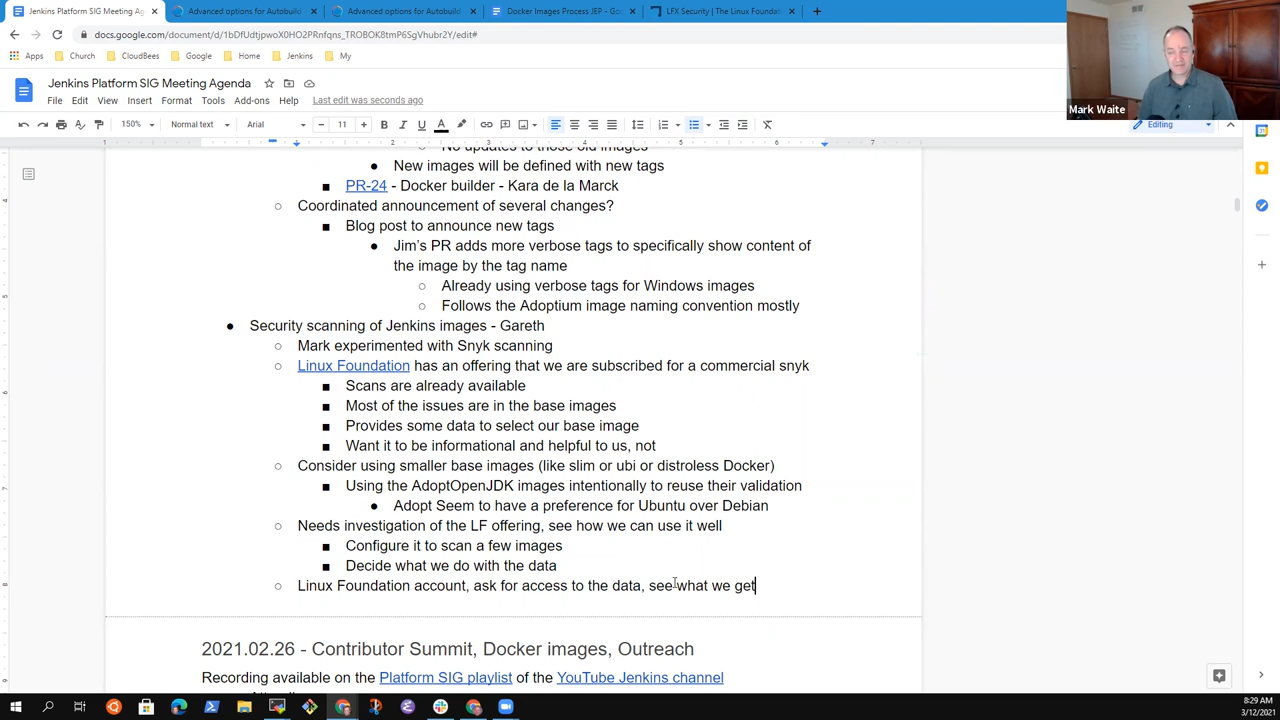 Jenkins Platform SIG Meeting Agenda
Advanced options for Autobuild
Advanced options for Autobuild
Docker Images Process JEP - Go
LFX Security | The Linux Founda
docs.google.com/document/d/1bDfUdtjpwoX0HO2PRnfqns_TROBOK8tmP6SgVhubr2Y/edit#
Apps
Church
CloudBees
Google
Home
Jenkins
My
Mark Waite
Jenkins Platform SIG Meeting Agenda
File Edit View Insert Format Tools Add-ons Help Last edit was seconds ago
150% Normal text Arial 11 Editing
1 2 3 4 5 6 7
No updates to those old images
New images will be defined with new tags
PR-24 - Docker builder - Kara de la Marck
Coordinated announcement of several changes?
Blog post to announce new tags
Jim's PR adds more verbose tags to specifically show content of
the image by the tag name
Already using verbose tags for Windows images
Follows the Adoptium image naming convention mostly
Security scanning of Jenkins images - Gareth
Mark experimented with Snyk scanning
Linux Foundation has an offering that we are subscribed for a commercial snyk
Scans are already available
Most of the issues are in the base images
Provides some data to select our base image
Want it to be informational and helpful to us, not
Consider using smaller base images (like slim or ubi or distroless Docker)
Using the AdoptOpenJDK images intentionally to reuse their validation
Adopt Seem to have a preference for Ubuntu over Debian
Needs investigation of the LF offering, see how we can use it well
Configure it to scan a few images
Decide what we do with the data
Linux Foundation account, ask for access to the data, see what we get
2021.02.26 - Contributor Summit, Docker images, Outreach
Recording available on the Platform SIG playlist of the YouTube Jenkins channel
8:29 AM
3/12/2021